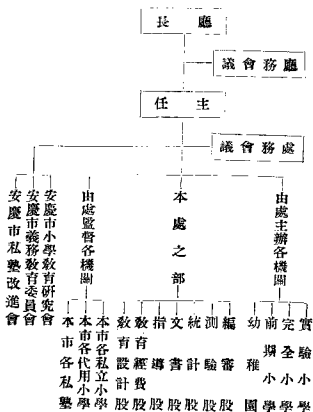 長廳
議會務廳
任主
議會務處
由處主辦各機關
實驗小學
完全小學
前期小學
幼稚園
本處之部
編審股
測驗股
統計股
文書股
指導股
教育經費股
教育設計股
由處監督各機關
本市各私立小學
本市各代用小學
本市各私塾
安慶市小學教育研究會
安慶市義務教育委員會
安慶市私塾改進會